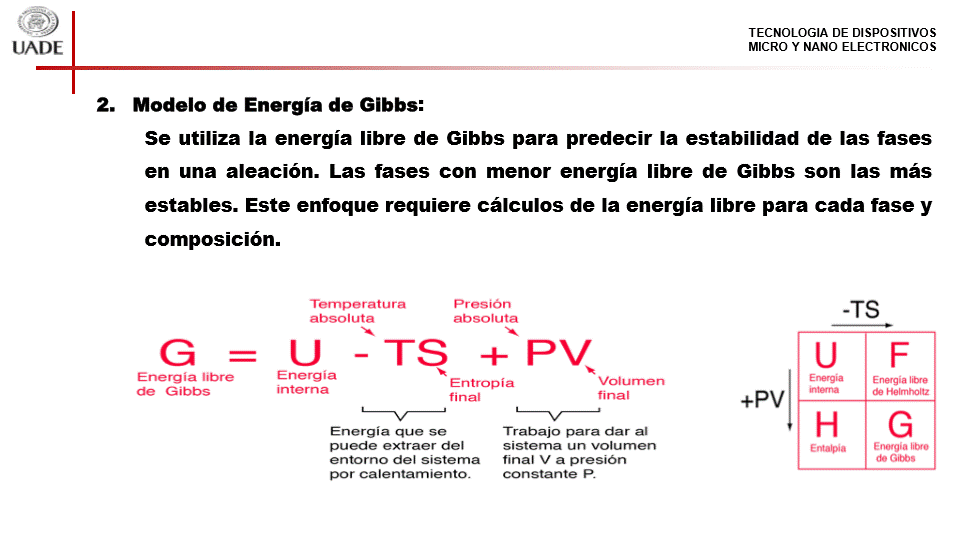 UADE
TECNOLOGIA DE DISPOSITIVOS
MICRO Y NANO ELECTRONICOS
2. Modelo de Energía de Gibbs:
Se utiliza la energía libre de Gibbs para predecir la estabilidad de las fases
en una aleación. Las fases con menor energía libre de Gibbs son las más
estables. Este enfoque requiere cálculos de la energía libre para cada fase y
composición.
Temperatura
absoluta
Presión
absoluta
G = U - TS + PV
Energía libre
de Gibbs
Energía
interna
Entropía
final
Volumen
final
Energía que se
puede extraer del
entorno del sistema
por calentamiento.
Trabajo para dar al
sistema un volumen
final V a presión
constante P.
-TS
+PV
U
Energía
interna
F
Energía libre
de Helmholtz
H
Entalpía
G
Energía libre
de Gibbs